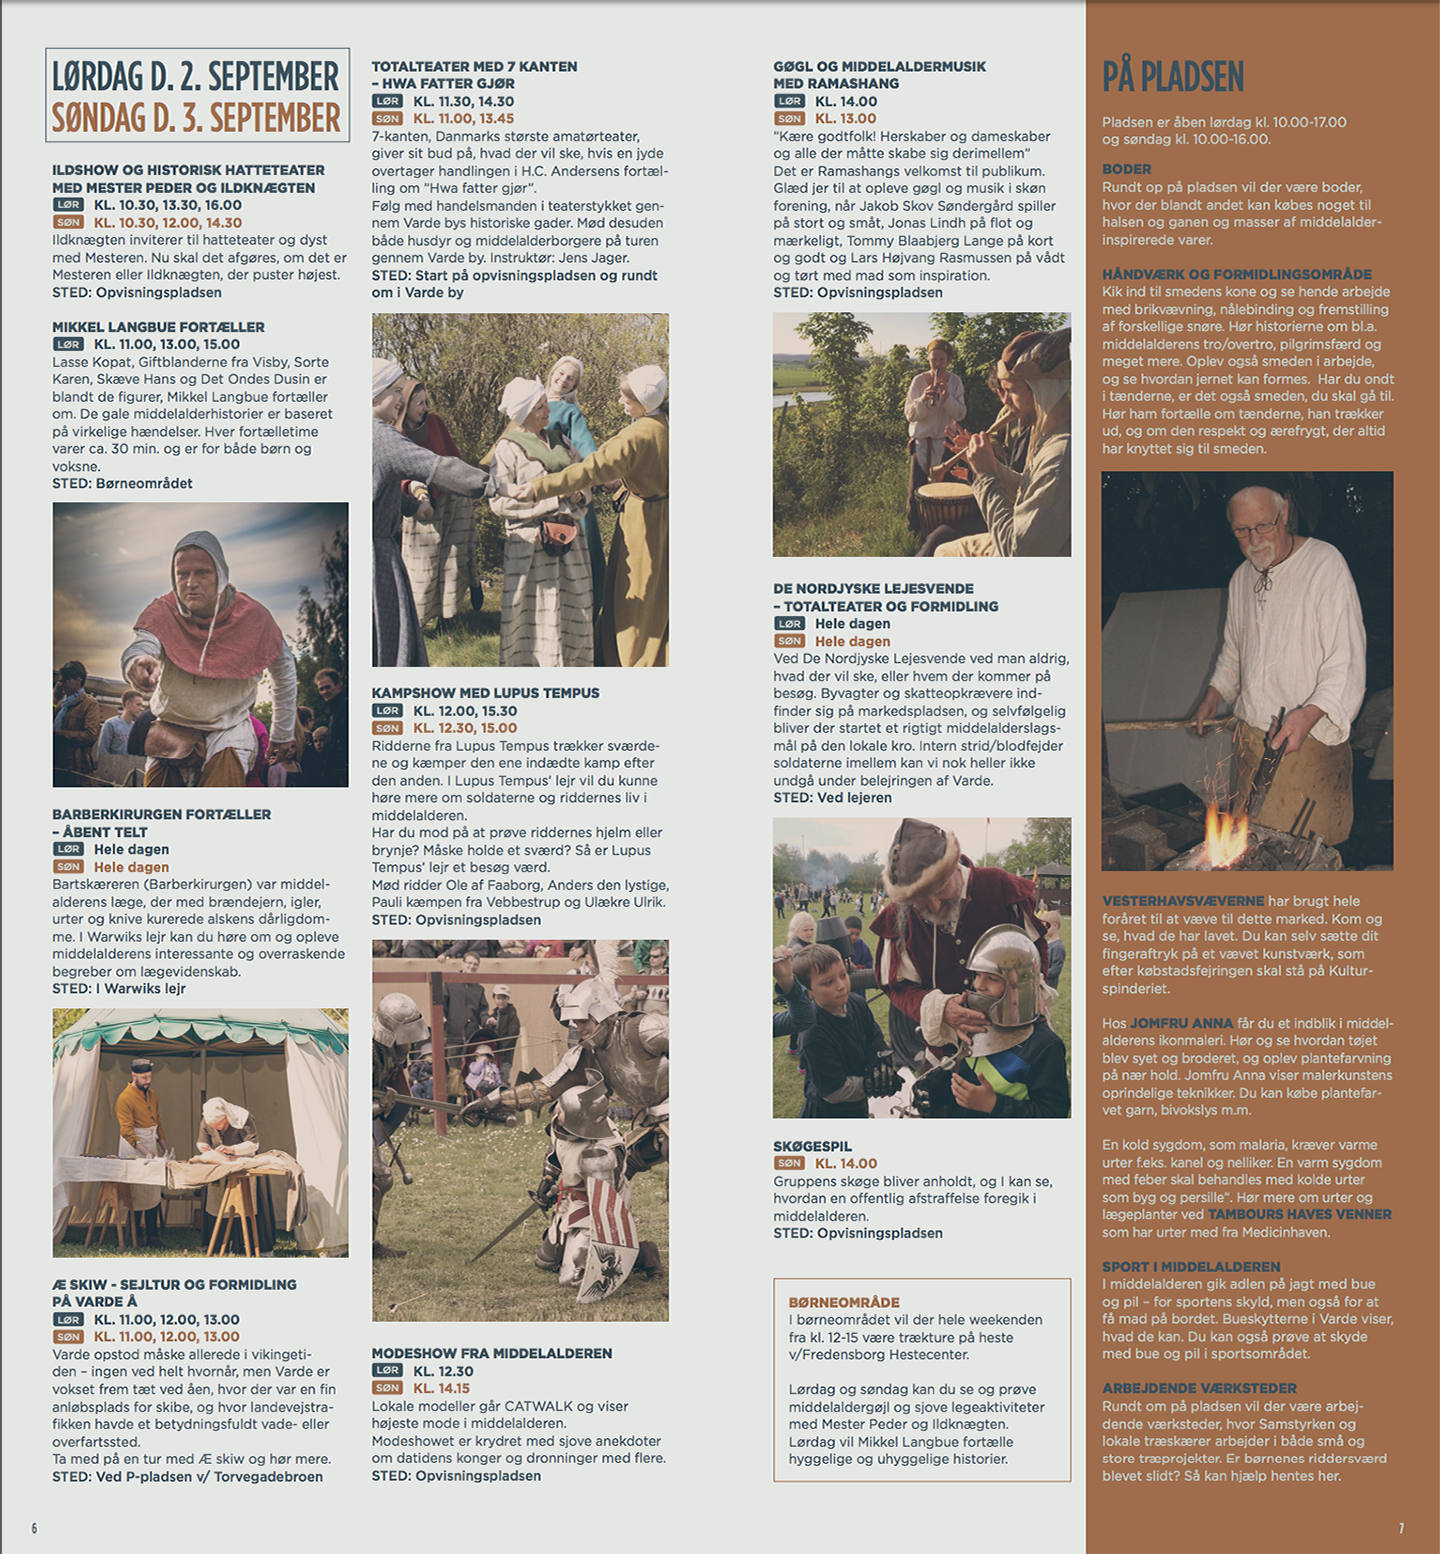 LØRDAG D. 2. SEPTEMBER
SØNDAG D. 3. SEPTEMBER
ILDSHOW OG HISTORISK HATTETEATER
MED MESTER PEDER OG ILDKNÆGTEN
LØR KL. 10.30, 13.30, 16.00
SØN KL. 10.30, 12.00, 14.30
Ildknægten inviterer til hatteteater og dyst
med Mesteren. Nu skal det afgøres, om det er
Mesteren eller Ildknægten, der puster højest.
STED: Opvisningspladsen
MIKKEL LANGBUE FORTÆLLER
LØR KL. 11.00, 13.00, 15.00
Lasse Kopat, Giftblanderne fra Visby, Sorte
Karen, Skæve Hans og Det Ondes Dusin er
blandt de figurer, Mikkel Langbue fortæller
om. De gale middelalderhistorier er baseret
på virkelige hændelser. Hver fortælletime
varer ca. 30 min. og er for både børn og
voksne.
STED: Børneområdet
BARBERKIRURGEN FORTÆLLER
– ÅBENT TELT
LØR Hele dagen
SØN Hele dagen
Bartskæreren (Barberkirurgen) var middel-
alderens læge, der med brændejern, igler,
urter og knive kurerede alskens dårligdom-
me. I Warwiks lejr kan du høre om og opleve
middelalderens interessante og overraskende
begreber om lægevidenskab.
STED: I Warwiks lejr
Æ SKIW - SEJLTUR OG FORMIDLING
PÅ VARDE Å
LØR KL. 11.00, 12.00, 13.00
SØN KL. 11.00, 12.00, 13.00
Varde opstod måske allerede i vikingeti-
den – ingen ved helt hvornår, men Varde er
vokset frem tæt ved åen, hvor der var en fin
anløbsplads for skibe, og hvor landevejstra-
fikken havde et betydningsfuldt vade- eller
overfartssted.
Ta med på en tur med Æ skiw og hør mere.
STED: Ved P-pladsen v/ Torvegadebroen
6
TOTALTEATER MED 7 KANTEN
– HWA FATTER GJØR
LØR KL. 11.30, 14.30
SØN KL. 11.00, 13.45
7-kanten, Danmarks største amatørteater,
giver sit bud på, hvad der vil ske, hvis en jyde
overtager handlingen i H.C. Andersens fortæl-
ling om "Hwa fatter gjør".
Følg med handelsmanden i teaterstykket gen-
nem Varde bys historiske gader. Mød desuden
både husdyr og middelalderborgere på turen
gennem Varde by. Instruktør: Jens Jager.
STED: Start på opvisningspladsen og rundt
om i Varde by
KAMPSHOW MED LUPUS TEMPUS
LØR KL. 12.00, 15.30
SØN KL. 12.30, 15.00
Ridderne fra Lupus Tempus trækker sværde-
ne og kæmper den ene indædte kamp efter
den anden. I Lupus Tempus' lejr vil du kunne
høre mere om soldaterne og riddernes liv i
middelalderen.
Har du mod på at prøve riddernes hjelm eller
brynje? Måske holde et sværd? Så er Lupus
Tempus' lejr et besøg værd.
Mød ridder Ole af Faaborg, Anders den lystige,
Pauli kæmpen fra Vebbestrup og Ulækre Ulrik.
STED: Opvisningspladsen
MODESHOW FRA MIDDELALDEREN
LØR KL. 12.30
SØN KL. 14.15
Lokale modeller går CATWALK og viser
højeste mode i middelalderen.
Modeshowet er krydret med sjove anekdoter
om datidens konger og dronninger med flere.
STED: Opvisningspladsen
GØGL OG MIDDELALDERMUSIK
MED RAMASHANG
LØR KL. 14.00
SØN KL. 13.00
"Kære godtfolk! Herskaber og dameskaber
og alle der måtte skabe sig derimellem"
Det er Ramashangs velkomst til publikum.
Glæd jer til at opleve gøgl og musik i skøn
forening, når Jakob Skov Søndergård spiller
på stort og småt, Jonas Lindh på flot og
mærkeligt, Tommy Blaabjerg Lange på kort
og godt og Lars Højvang Rasmussen på vådt
og tørt med mad som inspiration.
STED: Opvisningspladsen
DE NORDJYSKE LEJESVENDE
– TOTALTEATER OG FORMIDLING
LØR Hele dagen
SØN Hele dagen
Ved De Nordjyske Lejesvende ved man aldrig,
hvad der vil ske, eller hvem der kommer på
besøg. Byvagter og skatteopkrævere ind-
finder sig på markedspladsen, og selvfølgelig
bliver der startet et rigtigt middelalderslags-
mål på den lokale kro. Intern strid/blodfejder
soldaterne imellem kan vi nok heller ikke
undgå under belejringen af Varde.
STED: Ved lejeren
SKØGESPIL
SØN KL. 14.00
Gruppens skøge bliver anholdt, og I kan se,
hvordan en offentlig afstraffelse foregik i
middelalderen.
STED: Opvisningspladsen
BØRNEOMRÅDE
I børneområdet vil der hele weekenden
fra kl. 12-15 være trækture på heste
v/Fredensborg Hestecenter.
Lørdag og søndag kan du se og prøve
middelaldergøjl og sjove legeaktiviteter
med Mester Peder og Ildknægten.
Lørdag vil Mikkel Langbue fortælle
hyggelige og uhyggelige historier.
PÅ PLADSEN
Pladsen er åben lørdag kl. 10.00-17.00
og søndag kl. 10.00-16.00.
BODER
Rundt op på pladsen vil der være boder,
hvor der blandt andet kan købes noget til
halsen og ganen og masser af middelalder-
inspirerede varer.
HÅNDVÆRK OG FORMIDLINGSOMRÅDE
Kik ind til smedens kone og se hende arbejde
med brikvævning, nålebinding og fremstilling
af forskellige snøre. Hør historierne om bl.a.
middelalderens tro/overtro, pilgrimsfærd og
meget mere. Oplev også smeden i arbejde,
og se hvordan jernet kan formes. Har du ondt
i tænderne, er det også smeden, du skal gå til.
Hør ham fortælle om tænderne, han trækker
ud, og om den respekt og ærefrygt, der altid
har knyttet sig til smeden.
VESTERHAVSVÆVERNE har brugt hele
foråret til at væve til dette marked. Kom og
se, hvad de har lavet. Du kan selv sætte dit
fingeraftryk på et vævet kunstværk, som
efter købstadsfejringen skal stå på Kultur-
spinderiet.
Hos JOMFRU ANNA får du et indblik i middel-
alderens ikonmaleri. Hør og se hvordan tøjet
blev syet og broderet, og oplev plantefarvning
på nær hold. Jomfru Anna viser malerkunstens
oprindelige teknikker. Du kan købe plantefar-
vet garn, bivokslys m.m.
En kold sygdom, som malaria, kræver varme
urter f.eks. kanel og nelliker. En varm sygdom
med feber skal behandles med kolde urter
som byg og persille". Hør mere om urter og
lægeplanter ved TAMBOURS HAVES VENNER
som har urter med fra Medicinhaven.
SPORT I MIDDELALDEREN
I middelalderen gik adlen på jagt med bue
og pil – for sportens skyld, men også for at
få mad på bordet. Bueskytterne i Varde viser,
hvad de kan. Du kan også prøve at skyde
med bue og pil i sportsområdet.
ARBEJDENDE VÆRKSTEDER
Rundt om på pladsen vil der være arbej-
dende værksteder, hvor Samstyrken og
lokale træskærer arbejder i både små og
store træprojekter. Er børnenes riddersværd
blevet slidt? Så kan hjælp hentes her.
7